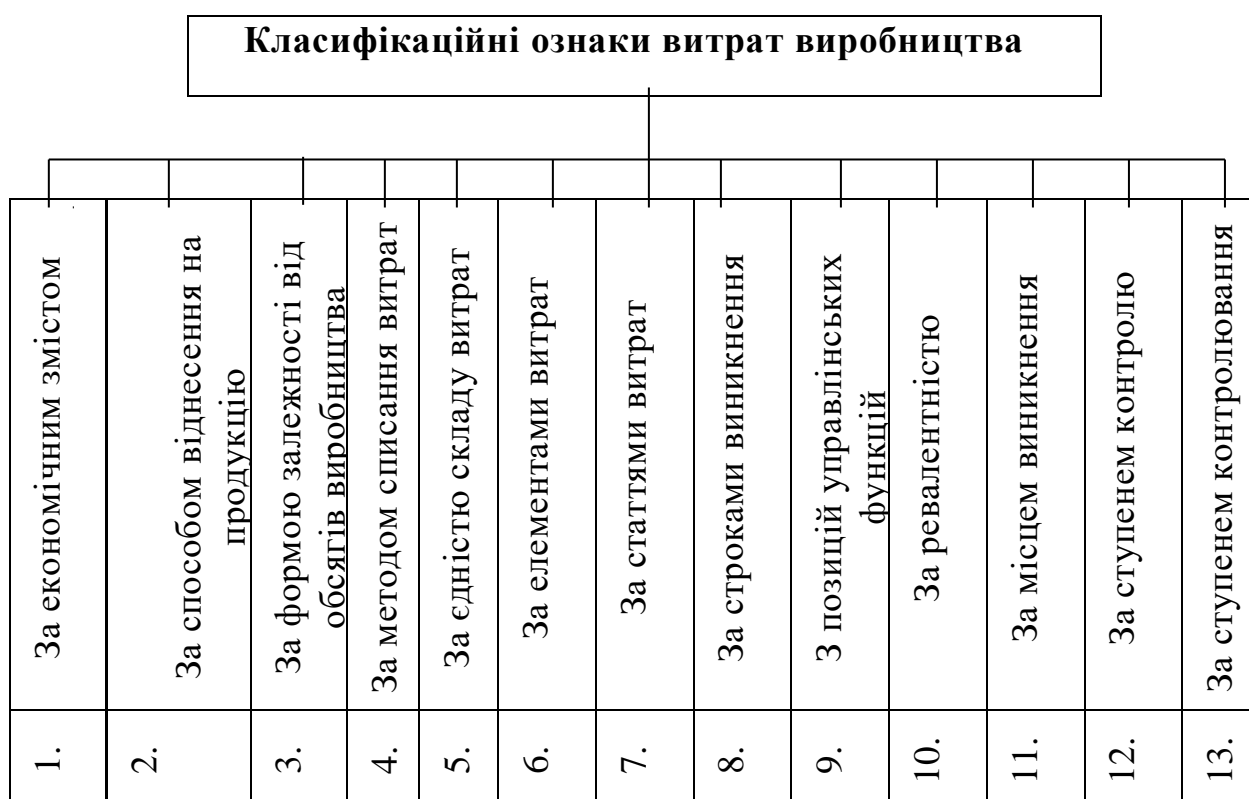 Класифікаційні ознаки витрат виробництва
За економічним змістом
За способом віднесення на
продукцію
За формою залежності від
обсягів виробництва
За методом списання витрат
За єдністю складу витрат
За елементами витрат
За статтями витрат
За строками виникнення
З позицій управлінських
функцій
За ревалентністю
За місцем виникнення
За ступенем контролю
За ступенем контролювання
1.
2.
3.
4.
5.
6.
7.
8.
9.
10.
11.
12.
13.